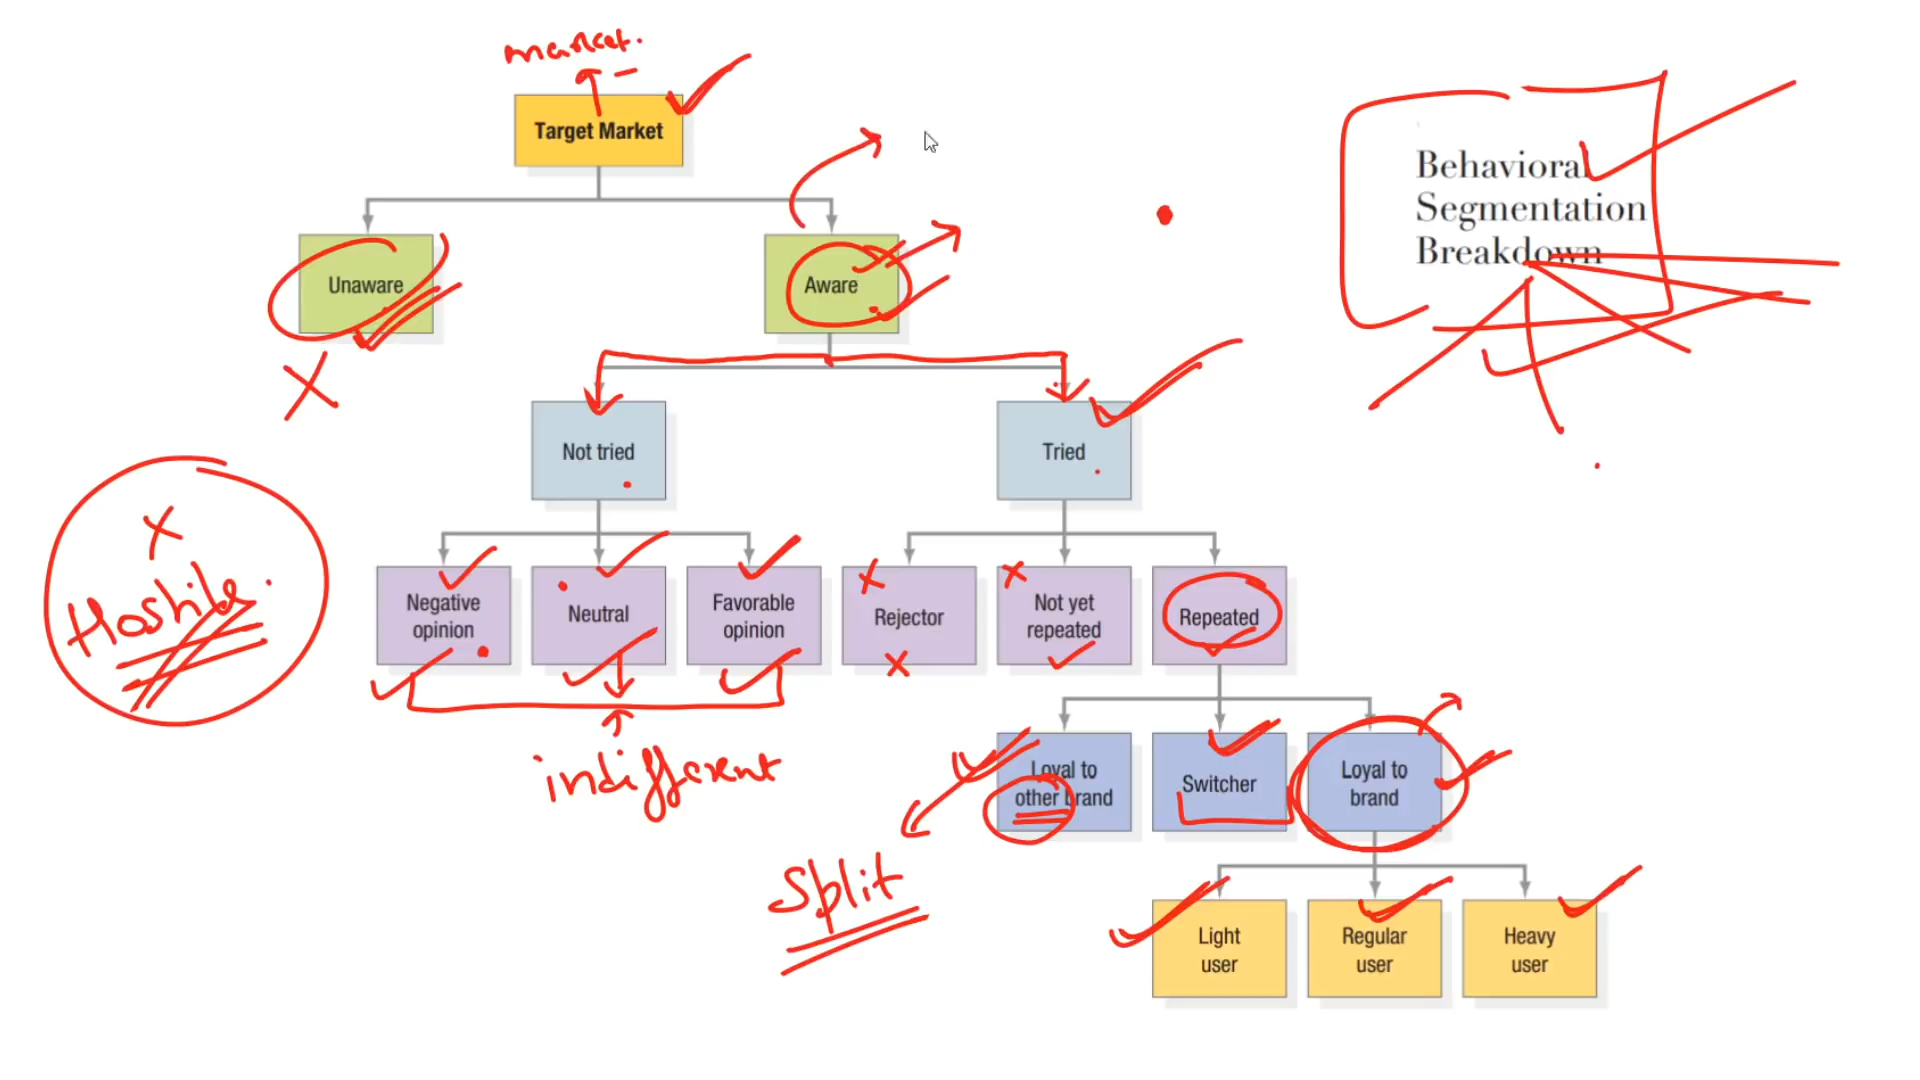 market.
Target Market
Behavioral
Segmentation
Breakdown
Unaware
Aware
Not tried
Tried
Hostile.
Negative
opinion
Neutral
Favorable
opinion
Rejector
Not yet
repeated
Repeated
indifferent
Loyal to
other brand
Switcher
Loyal to
brand
Split
Light
user
Regular
user
Heavy
user